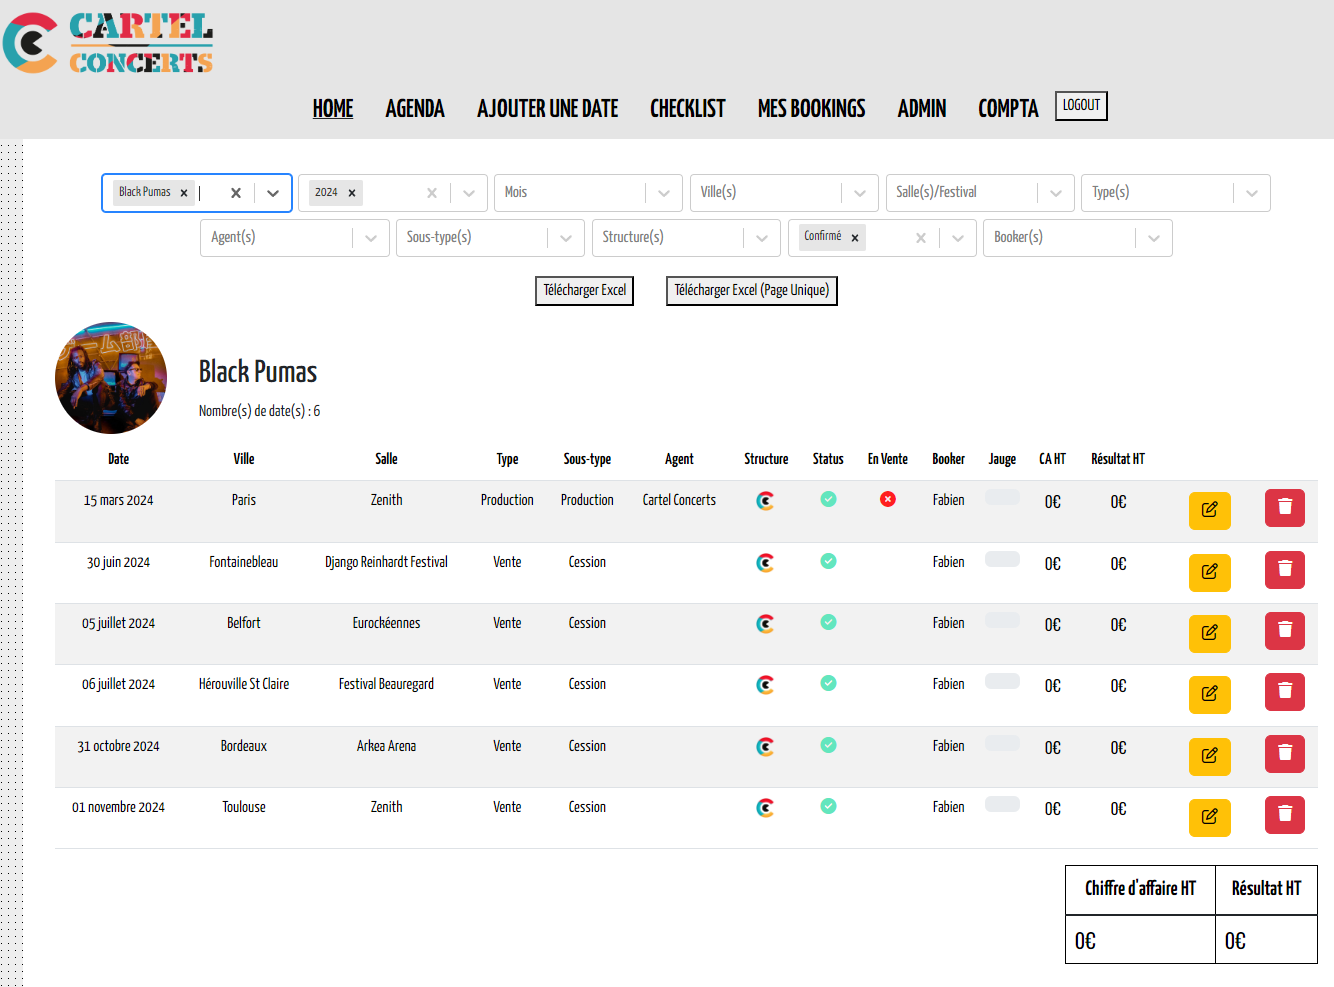 CARTEL
CONCERTS
HOME AGENDA AJOUTER UNE DATE CHECKLIST MES BOOKINGS ADMIN COMPTA LOGOUT
Black Pumas 2024 Mois Ville(s) Salle(s)/Festival Type(s)
Agent(s) Sous-type(s) Structure(s) Confirmé Booker(s)
Télécharger Excel Télécharger Excel (Page Unique)
Black Pumas
Nombre(s) de date(s) : 6
Date Ville Salle Type Sous-type Agent Structure Status En Vente Booker Jauge CA HT Résultat HT
15 mars 2024 Paris Zenith Production Production Cartel Concerts Fabien 0€ 0€
30 juin 2024 Fontainebleau Django Reinhardt Festival Vente Cession Fabien 0€ 0€
05 juillet 2024 Belfort Eurockéennes Vente Cession Fabien 0€ 0€
06 juillet 2024 Hérouville St Claire Festival Beauregard Vente Cession Fabien 0€ 0€
31 octobre 2024 Bordeaux Arkea Arena Vente Cession Fabien 0€ 0€
01 novembre 2024 Toulouse Zenith Vente Cession Fabien 0€ 0€
Chiffre d'affaire HT Résultat HT
0€ 0€